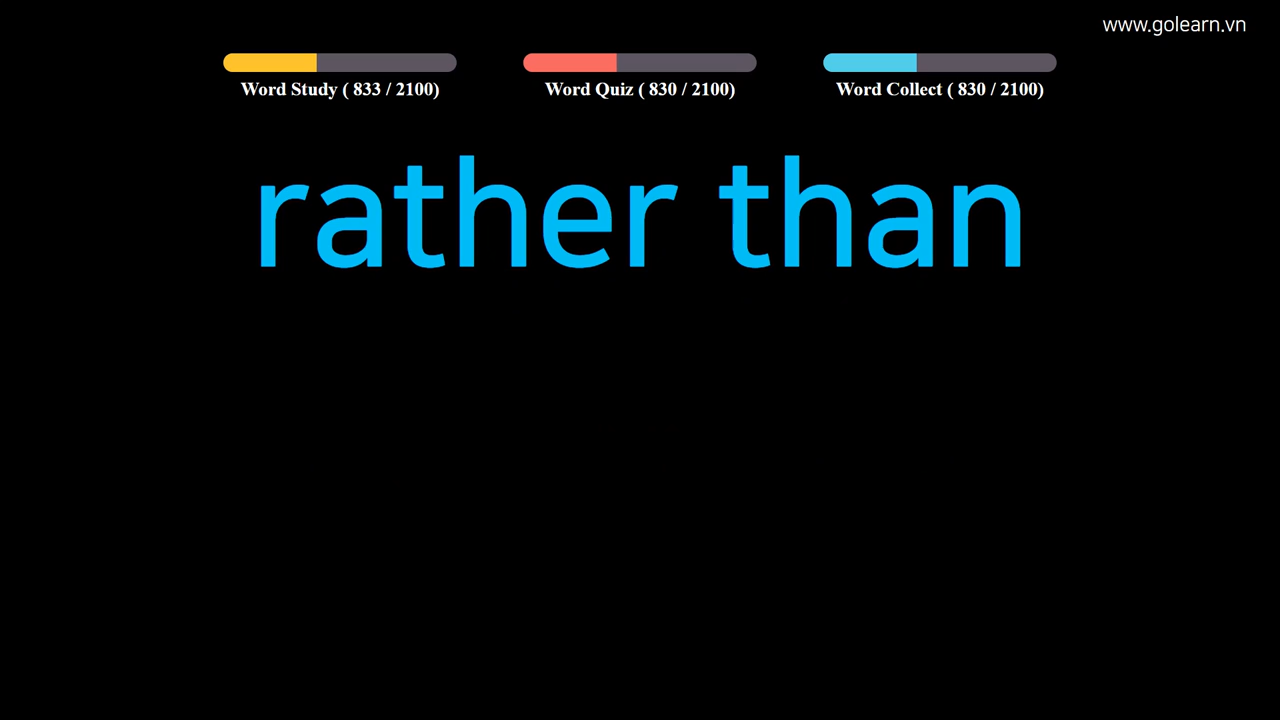 www.golearn.vn
Word Study ( 833 / 2100)
Word Quiz ( 830 / 2100)
Word Collect ( 830 / 2100)
rather than